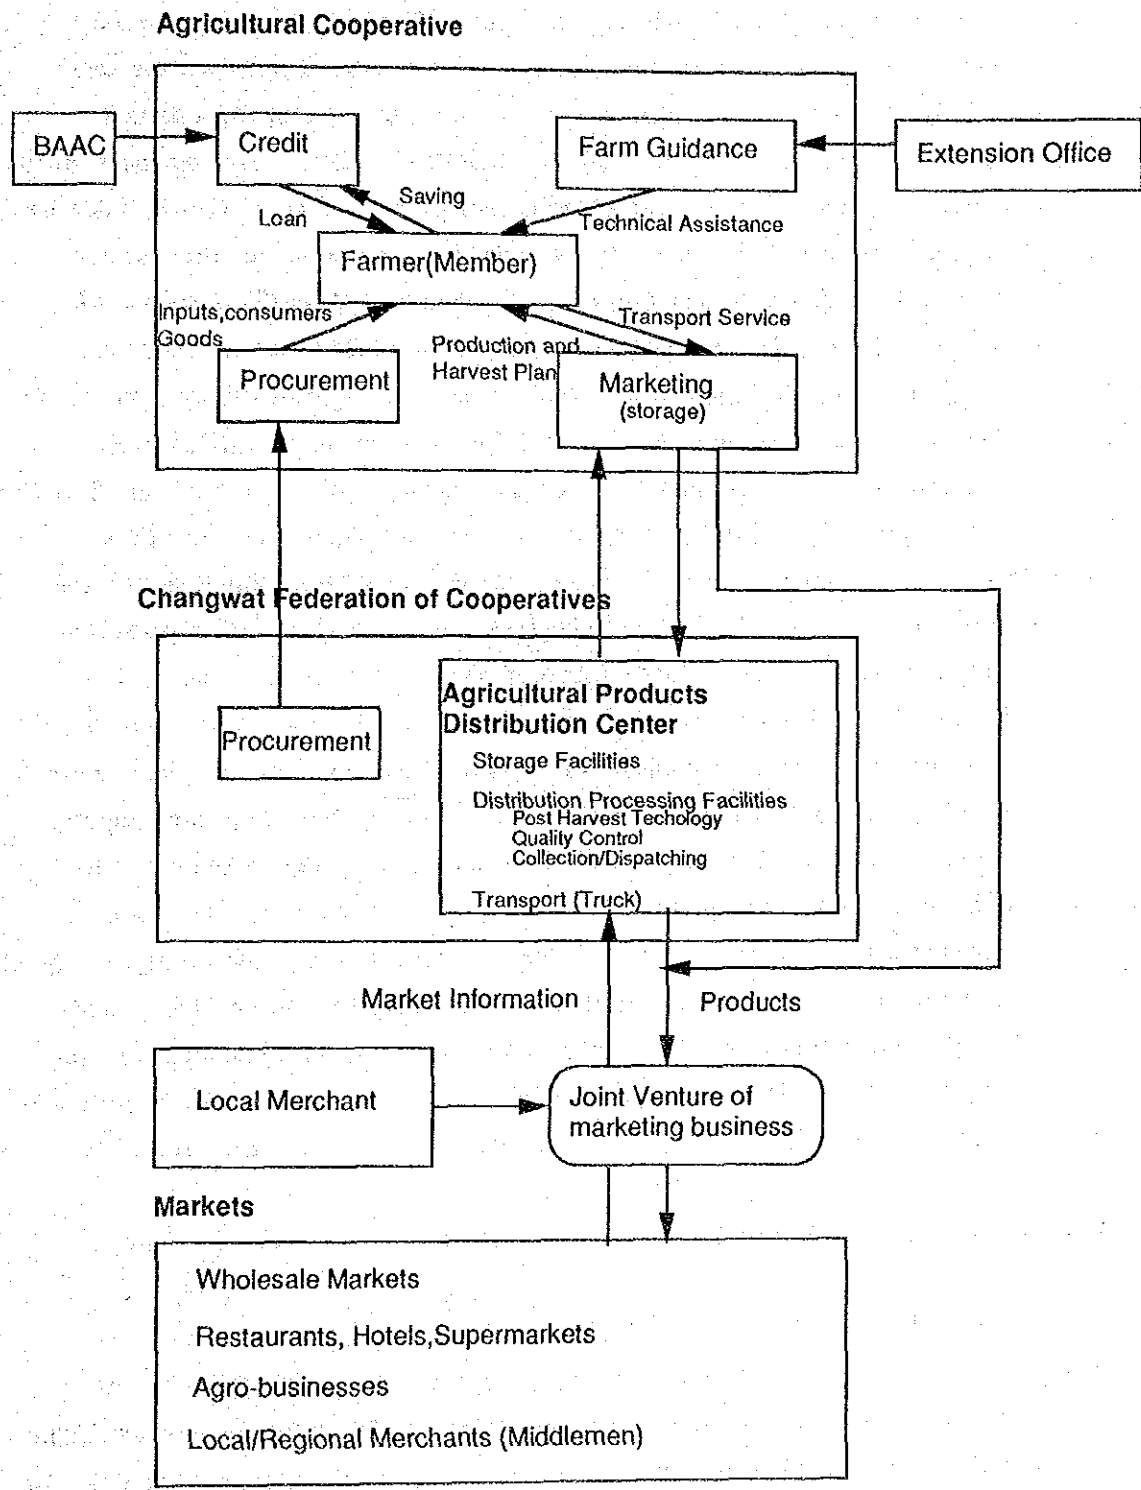 Agricultural Cooperative
BAAC
Credit
Farm Guidance
Extension Office
Saving
Loan
Technical Assistance
Farmer(Member)
Inputs,consumers
Goods
Transport Service
Production and
Harvest Plan
Procurement
Marketing
(storage)
Changwat Federation of Cooperatives
Procurement
Agricultural Products
Distribution Center
Storage Facilities
Distribution Processing Facilities
Post Harvest Techology
Quality Control
Collection/Dispatching
Transport (Truck)
Market Information
Products
Local Merchant
Joint Venture of
marketing business
Markets
Wholesale Markets
Restaurants, Hotels,Supermarkets
Agro-businesses
Local/Regional Merchants (Middlemen)